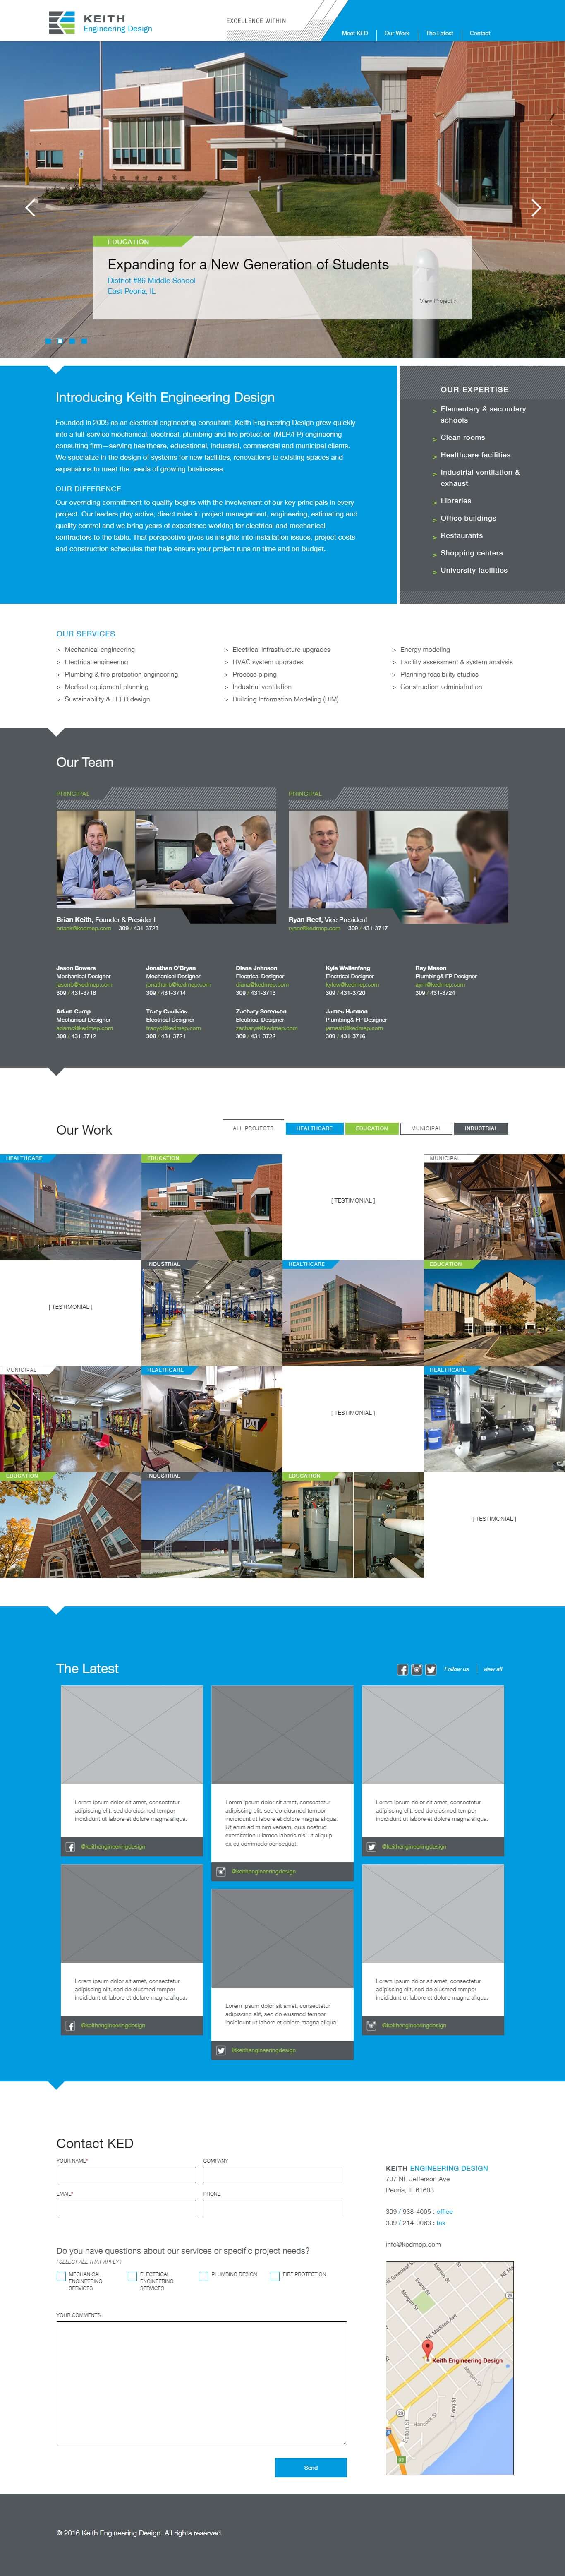 KEITH
Engineering Design
EXCELLENCE WITHIN.
Meet KED
Our Work
The Latest
Contact
EDUCATION
Expanding for a New Generation of Students
District #86 Middle School
East Peoria, IL
View Project >
Introducing Keith Engineering Design
Founded in 2005 as an electrical engineering consultant, Keith Engineering Design grew quickly
into a full-service mechanical, electrical, plumbing and fire protection (MEP/FP) engineering
consulting firm—serving healthcare, educational, industrial, commercial and municipal clients.
We specialize in the design of systems for new facilities, renovations to existing spaces and
expansions to meet the needs of growing businesses.
OUR DIFFERENCE
Our overriding commitment to quality begins with the involvement of our key principals in every
project. Our leaders play active, direct roles in project management, engineering, estimating and
quality control and we bring years of experience working for electrical and mechanical
contractors to the table. That perspective gives us insights into installation issues, project costs
and construction schedules that help ensure your project runs on time and on budget.
OUR EXPERTISE
> Elementary & secondary
schools
> Clean rooms
> Healthcare facilities
> Industrial ventilation &
exhaust
> Libraries
> Office buildings
> Restaurants
> Shopping centers
> University facilities
OUR SERVICES
> Mechanical engineering
> Electrical engineering
> Plumbing & fire protection engineering
> Medical equipment planning
> Sustainability & LEED design
> Electrical infrastructure upgrades
> HVAC system upgrades
> Process piping
> Industrial ventilation
> Building Information Modeling (BIM)
> Energy modeling
> Facility assessment & system analysis
> Planning feasibility studies
> Construction administration
Our Team
PRINCIPAL
Brian Keith, Founder & President
briank@kedmep.com 309 / 431-3723
PRINCIPAL
Ryan Reef, Vice President
ryanr@kedmep.com 309 / 431-3717
Jason Bowers
Mechanical Designer
jasonb@kedmep.com
309 / 431-3718
Jonathan O'Bryan
Mechanical Designer
jonathanb@kedmep.com
309 / 431-3714
Diana Johnson
Electrical Designer
diana@kedmep.com
309 / 431-3713
Kyle Wallenfang
Electrical Designer
kylew@kedmep.com
309 / 431-3720
Ray Mason
Plumbing& FP Designer
309 / 431-3724
Adam Camp
Mechanical Designer
adamc@kedmep.com
309 / 431-3712
Tracy Caulkins
Electrical Designer
tracyc@kedmep.com
309 / 431-3721
Zachary Sorenson
Electrical Designer
zacharys@kedmep.com
309 / 431-3722
James Harmon
Plumbing& FP Designer
jamesh@kedmep.com
309 / 431-3716
Our Work
ALL PROJECTS
HEALTHCARE
EDUCATION
MUNICIPAL
INDUSTRIAL
HEALTHCARE
EDUCATION
[ TESTIMONIAL ]
MUNICIPAL
[ TESTIMONIAL ]
INDUSTRIAL
HEALTHCARE
EDUCATION
MUNICIPAL
HEALTHCARE
CAT
[ TESTIMONIAL ]
HEALTHCARE
EDUCATION
INDUSTRIAL
EDUCATION
[ TESTIMONIAL ]
The Latest
Follow us
view all
Lorem ipsum dolor sit amet, consectetur
adipiscing elit, sed do eiusmod tempor
incididunt ut labore et dolore magna aliqua.
@keithengineeringdesign
Lorem ipsum dolor sit amet, consectetur
adipiscing elit, sed do eiusmod tempor
incididunt ut labore et dolore magna aliqua.
Ut enim ad minim veniam, quis nostrud
exercitation ullamco laboris nisi ut aliquip
ex ea commodo consequat.
@keithengineeringdesign
Lorem ipsum dolor sit amet, consectetur
adipiscing elit, sed do eiusmod tempor
incididunt ut labore et dolore magna aliqua.
@keithengineeringdesign
Lorem ipsum dolor sit amet, consectetur
adipiscing elit, sed do eiusmod tempor
incididunt ut labore et dolore magna aliqua.
@keithengineeringdesign
Lorem ipsum dolor sit amet, consectetur
adipiscing elit, sed do eiusmod tempor
incididunt ut labore et dolore magna aliqua.
@keithengineeringdesign
Lorem ipsum dolor sit amet, consectetur
adipiscing elit, sed do eiusmod tempor
incididunt ut labore et dolore magna aliqua.
@keithengineeringdesign
Contact KED
YOUR NAME*
COMPANY
EMAIL*
PHONE
Do you have questions about our services or specific project needs?
( SELECT ALL THAT APPLY )
MECHANICAL
ENGINEERING
SERVICES
ELECTRICAL
ENGINEERING
SERVICES
PLUMBING DESIGN
FIRE PROTECTION
YOUR COMMENTS
Send
KEITH ENGINEERING DESIGN
707 NE Jefferson Ave
Peoria, IL 61603
309 / 938-4005 : office
309 / 214-0063 : fax
info@kedmep.com
Morgan St
Evans St
NE Madison Ave
Keith Engineering Design
Irving St
Hancock St
Fulton St
© 2016 Keith Engineering Design. All rights reserved.